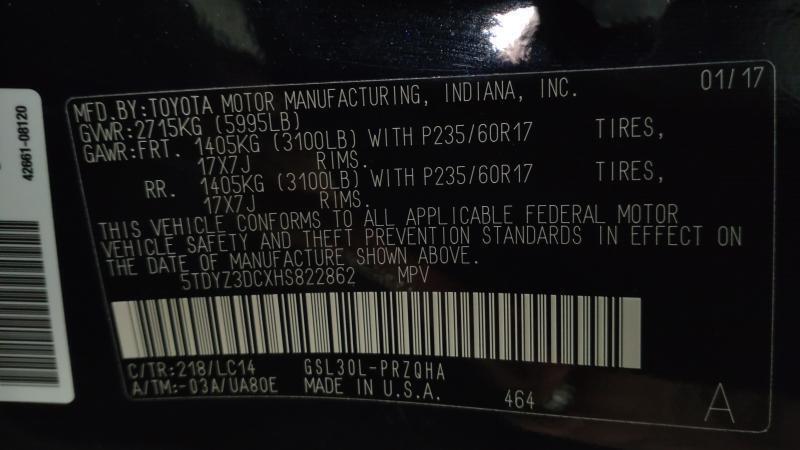 42661-08120
01/17
MFD.BY:TOYOTA MOTOR MANUFACTURING, INDIANA, INC.
GVWR:2715KG (5995LB)
GAWR:FRT. 1405KG (3100LB) WITH P235/60R17 TIRES,
17X7J RIMS.
RR. 1405KG (3100LB) WITH P235/60R17 TIRES,
17X7J RIMS.
THIS VEHICLE CONFORMS TO ALL APPLICABLE FEDERAL MOTOR
VEHICLE SAFETY AND THEFT PREVENTION STANDARDS IN EFFECT ON
THE DATE OF MANUFACTURE SHOWN ABOVE.
5TDYZ3DCXHS822862 MPV
C/TR:218/LC14 GSL30L-PRZQHA
A/TM:-03A/UA80E MADE IN U.S.A.
464
A